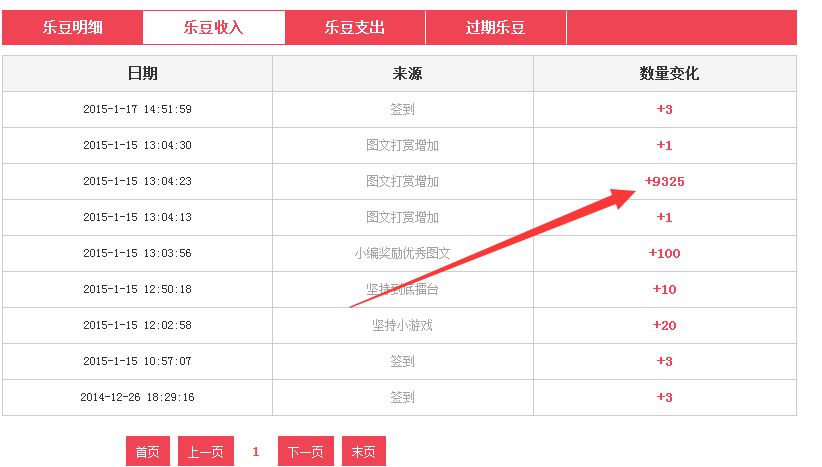 乐豆明细 乐豆收入 乐豆支出 过期乐豆
日期 来源 数量变化
2015-1-17 14:51:59 签到 +3
2015-1-15 13:04:30 图文打赏增加 +1
2015-1-15 13:04:23 图文打赏增加 +9325
2015-1-15 13:04:13 图文打赏增加 +1
2015-1-15 13:03:56 小编奖励优秀图文 +100
2015-1-15 12:50:18 坚持到底擂台 +10
2015-1-15 12:02:58 坚持小游戏 +20
2015-1-15 10:57:07 签到 +3
2014-12-26 18:29:16 签到 +3
首页 上一页 1 下一页 末页